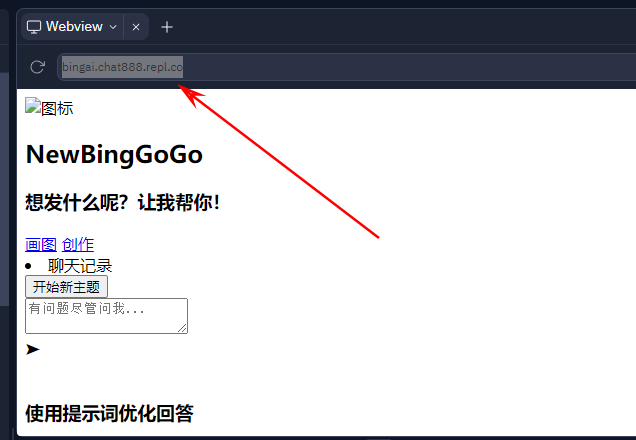 Webview
bingai.chat888.repl.co
图标
NewBingGoGo
想发什么呢？让我帮你！
画图 创作
聊天记录
开始新主题
有问题尽管问我...
使用提示词优化回答